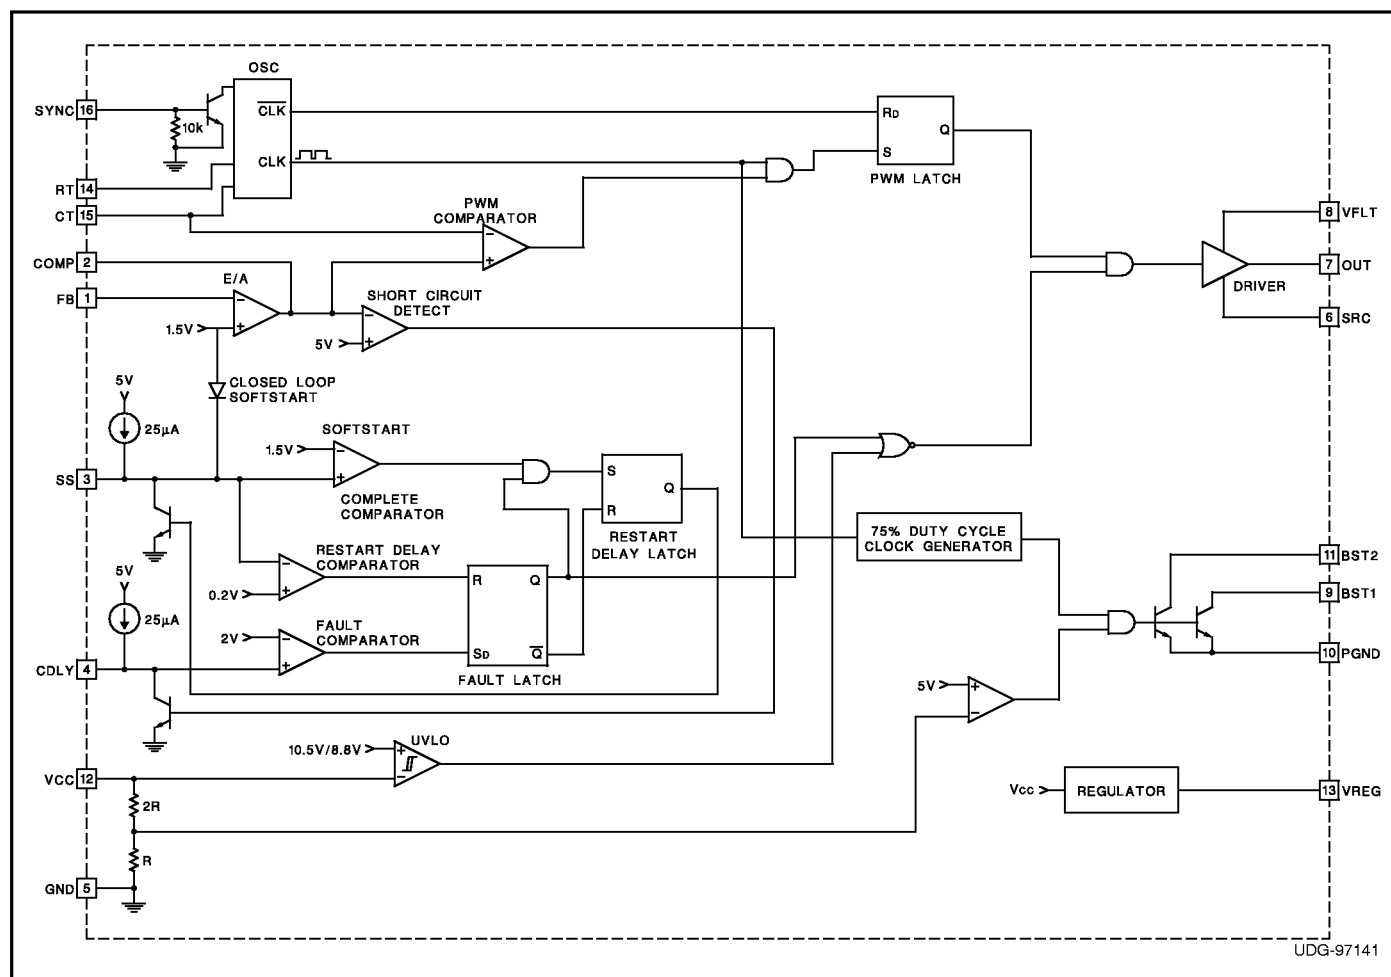 OSC
SYNC 16
10k
CLK
CLK
RT 14
CT 15
RD
Q
S
PWM LATCH
PWM
COMPARATOR
COMP 2
FB 1
E/A
1.5V
SHORT CIRCUIT
DETECT
5V
8 VFLT
7 OUT
DRIVER
6 SRC
CLOSED LOOP
SOFTSTART
5V
25µA
SS 3
SOFTSTART
1.5V
COMPLETE
COMPARATOR
S
Q
R
RESTART
DELAY LATCH
75% DUTY CYCLE
CLOCK GENERATOR
11 BST2
9 BST1
10 PGND
RESTART DELAY
COMPARATOR
0.2V
5V
25µA
FAULT
COMPARATOR
2V
R
Q
SD
Q
FAULT LATCH
CDLY 4
5V
10.5V/8.8V
UVLO
VCC 12
2R
R
GND 5
Vcc
REGULATOR
13 VREG
UDG-97141